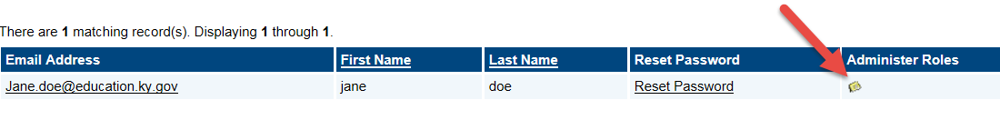 There are 1 matching record(s). Displaying 1 through 1.
Email Address First Name Last Name Reset Password Administer Roles
Jane.doe@education.ky.gov jane doe Reset Password